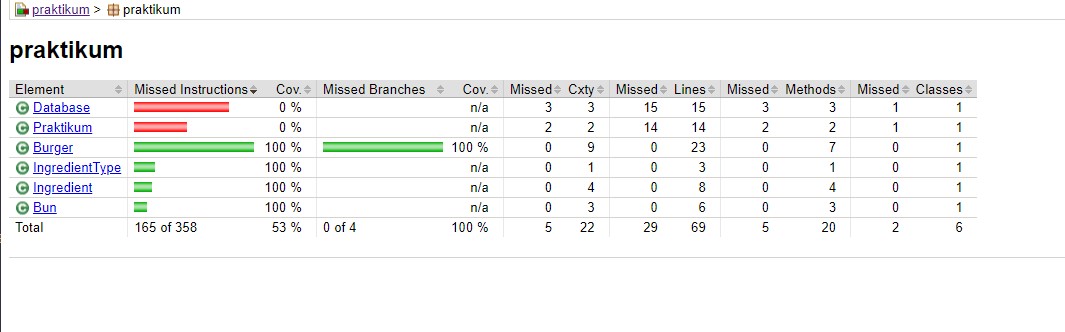 praktikum > praktikum
praktikum
Element Missed Instructions Cov. Missed Branches Cov. Missed Cxty Missed Lines Missed Methods Missed Classes
Database 0 % n/a 3 3 15 15 3 3 1 1
Praktikum 0 % n/a 2 2 14 14 2 2 1 1
Burger 100 % 100 % 0 9 0 23 0 7 0 1
IngredientType 100 % n/a 0 1 0 3 0 1 0 1
Ingredient 100 % n/a 0 4 0 8 0 4 0 1
Bun 100 % n/a 0 3 0 6 0 3 0 1
Total 165 of 358 53 % 0 of 4 100 % 5 22 29 69 5 20 2 6